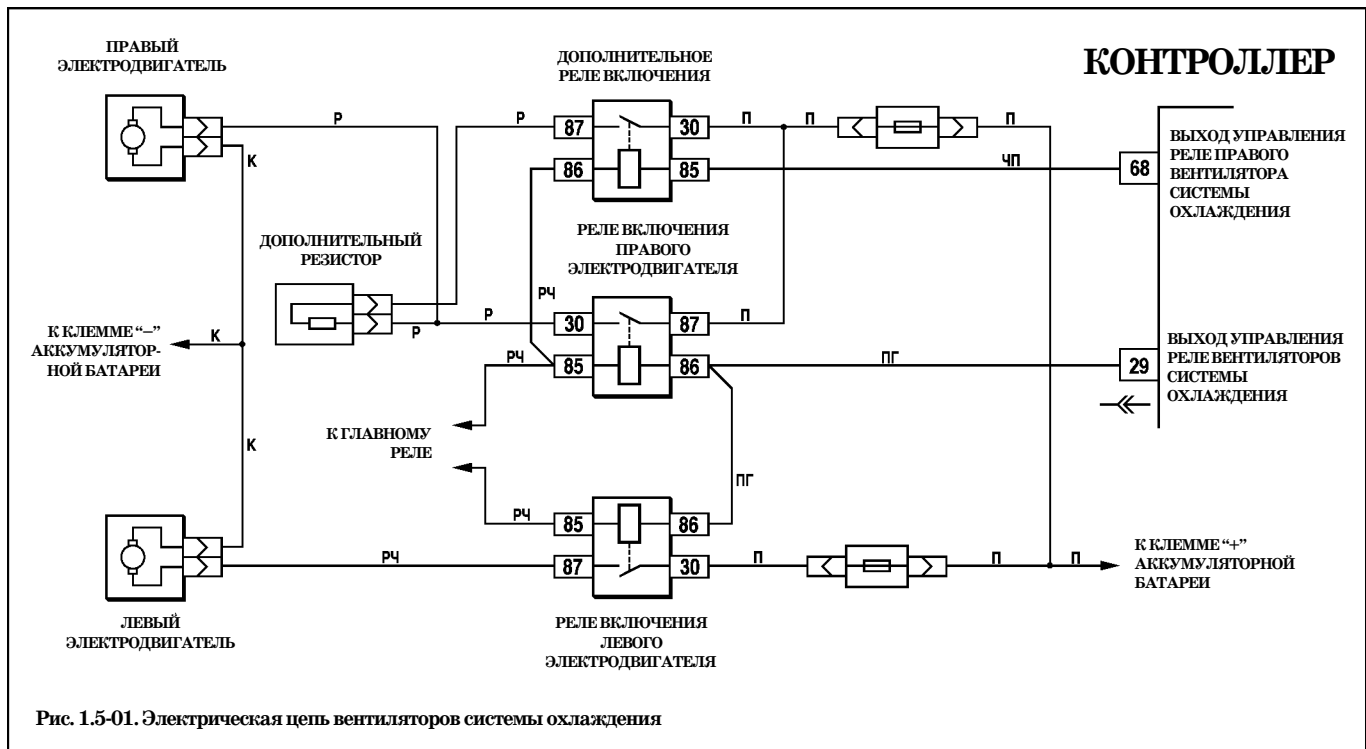 ПРАВЫЙ
ЭЛЕКТРОДВИГАТЕЛЬ
ДОПОЛНИТЕЛЬНОЕ
РЕЛЕ ВКЛЮЧЕНИЯ
КОНТРОЛЛЕР
Р
Р
87
30
П
П
П
К
86
85
ЧП
68
ВЫХОД УПРАВЛЕНИЯ
РЕЛЕ ПРАВОГО
ВЕНТИЛЯТОРА
СИСТЕМЫ
ОХЛАЖДЕНИЯ
ДОПОЛНИТЕЛЬНЫЙ
РЕЗИСТОР
РЕЛЕ ВКЛЮЧЕНИЯ
ПРАВОГО
ЭЛЕКТРОДВИГАТЕЛЯ
РЧ
Р
Р
30
87
П
К КЛЕММЕ “–”
АККУМУЛЯТОР-
НОЙ БАТАРЕИ
К
РЧ
85
86
ПГ
29
ВЫХОД УПРАВЛЕНИЯ
РЕЛЕ ВЕНТИЛЯТОРОВ
СИСТЕМЫ
ОХЛАЖДЕНИЯ
К ГЛАВНОМУ
РЕЛЕ
К
ПГ
РЧ
85
86
РЧ
87
30
П
П
П
К КЛЕММЕ “+”
АККУМУЛЯТОРНОЙ
БАТАРЕИ
ЛЕВЫЙ
ЭЛЕКТРОДВИГАТЕЛЬ
РЕЛЕ ВКЛЮЧЕНИЯ
ЛЕВОГО
ЭЛЕКТРОДВИГАТЕЛЯ
Рис. 1.5-01. Электрическая цепь вентиляторов системы охлаждения